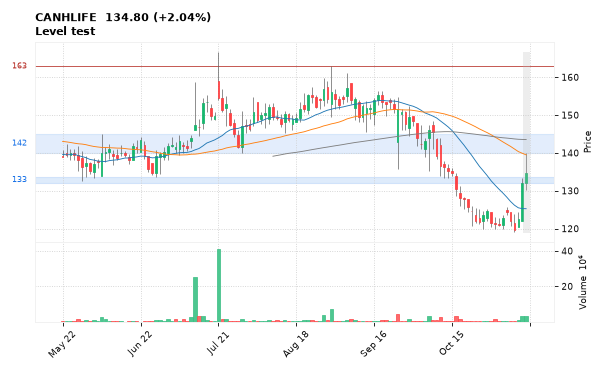 CANHLIFE 134.80 (+2.04%)
Level test
163
160
150
142
140
133
130
120
Price
40
20
Volume 10⁶
May 22
Jun 22
Jul 21
Aug 18
Sep 16
Oct 15